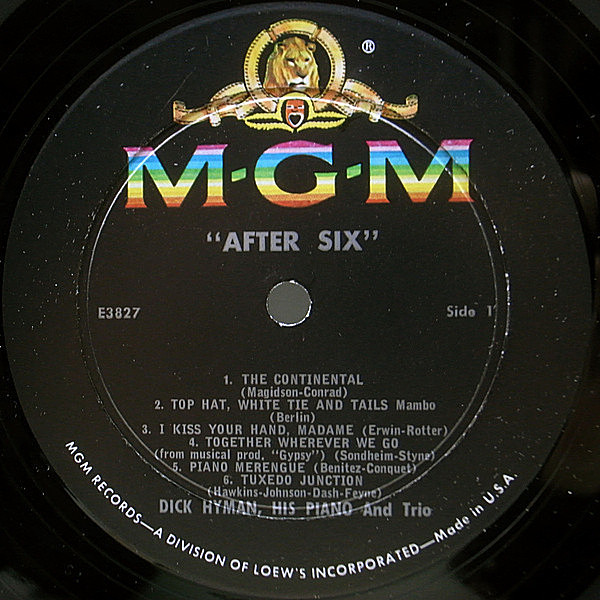 ®
M-G-M
"AFTER SIX"
E3827
Side 1
1. THE CONTINENTAL
(Magidson-Conrad)
2. TOP HAT, WHITE TIE AND TAILS Mambo
(Berlin)
3. I KISS YOUR HAND, MADAME (Erwin-Rotter)
4. TOGETHER WHEREVER WE GO
(from musical prod. "Gypsy") (Sondheim-Styne)
5. PIANO MERENGUE (Benitez-Conquet)
6. TUXEDO JUNCTION
(Hawkins-Johnson-Dash-Feyne)
DICK HYMAN, HIS PIANO And Trio
MGM RECORDS—A DIVISION OF LOEW'S INCORPORATED—Made in U.S.A.